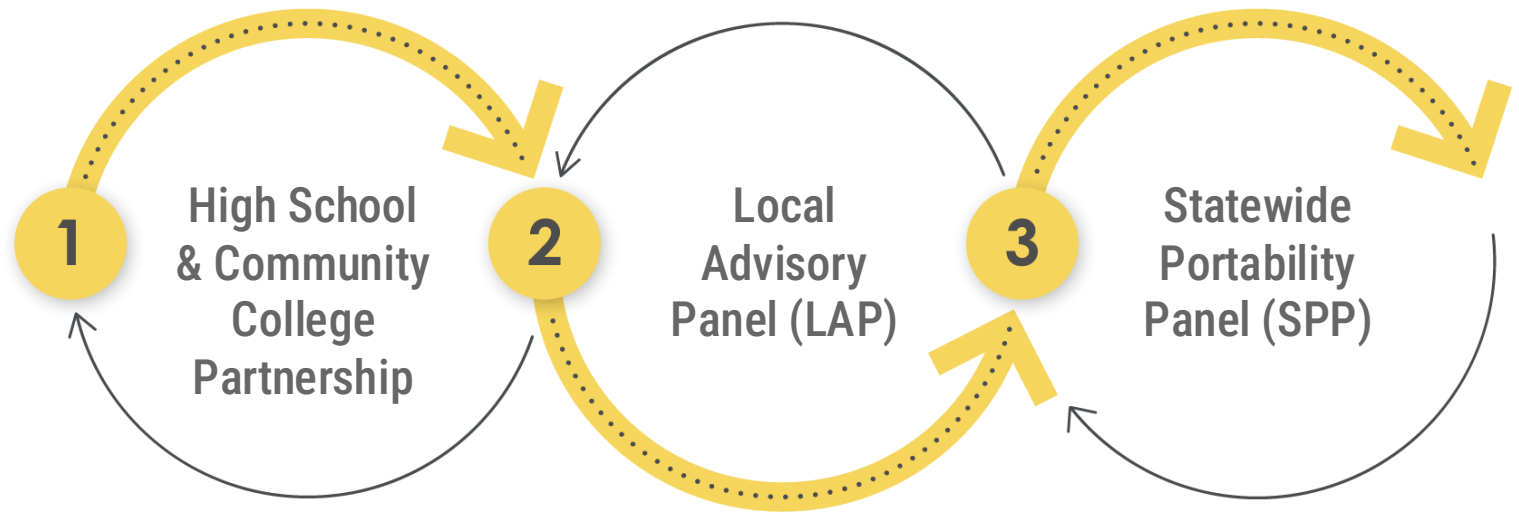 1
High School
& Community
College
Partnership
2
Local
Advisory
Panel (LAP)
3
Statewide
Portability
Panel (SPP)